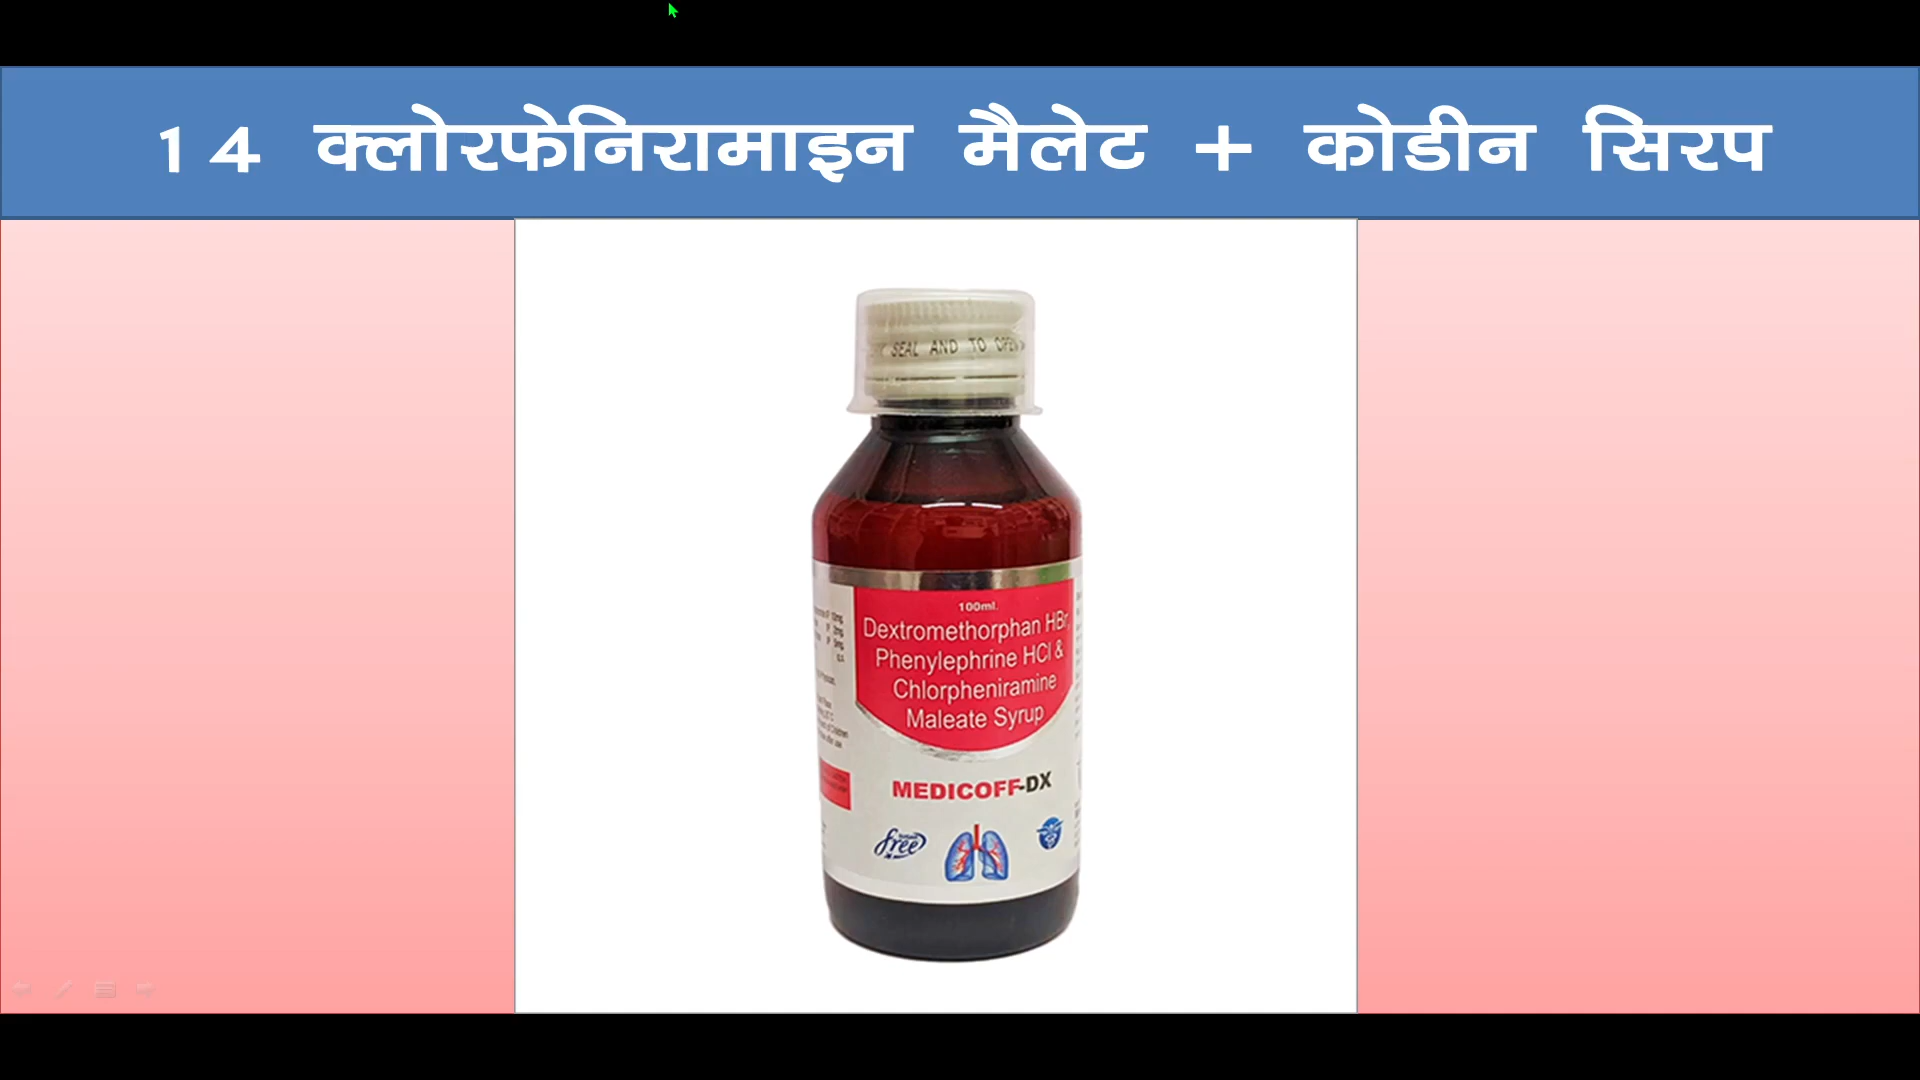 14 क्लोरफेनिरामाइन मैलेट + कोडीन सिरप
SEAL AND TO OPEN
100ml.
Dextromethorphan HBr,
Phenylephrine HCl &
Chlorpheniramine
Maleate Syrup
MEDICOFF-DX
free